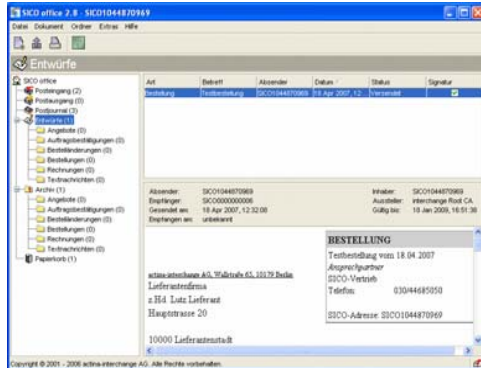 SICO office 2.8 - SICO1044870969
Datei Dokument Ordner Extras Hilfe
Entwürfe
SICO office
Posteingang (2)
Postausgang (0)
Postjournal (3)
Entwürfe (1)
Angebote (0)
Auftragsbestätigungen (0)
Bestelländerungen (0)
Bestellungen (0)
Rechnungen (0)
Textnachrichten (0)
Archiv (1)
Angebote (0)
Auftragsbestätigungen (0)
Bestelländerungen (0)
Bestellungen (0)
Rechnungen (0)
Textnachrichten (0)
Papierkorb (1)
Art Betreff Absender Datum Status Signatur
Bestellung Testbestellung SICO1044870969 18 Apr 2007, 12:... Versendet
Absender: SICO1044870969
Empfänger: SICO0000000006
Gesendet am: 18 Apr 2007, 12:32:08
Empfangen am: unbekannt
Inhaber: SICO1044870969
Aussteller: interchange Root CA
Gültig bis: 18 Jan 2009, 16:51:38
actina-interchange AG, Wallstraße 65, 10179 Berlin
Lieferantenfirma
z.Hd. Lutz Lieferant
Hauptstrasse 20
10000 Lieferantenstadt
BESTELLUNG
Testbestellung vom 18.04.2007
Ansprechpartner
SICO-Vertrieb
Telefon: 030/44685050
SICO-Adresse: SICO1044870969
Copyright © 2001 - 2006 actina-interchange AG. Alle Rechte vorbehalten.